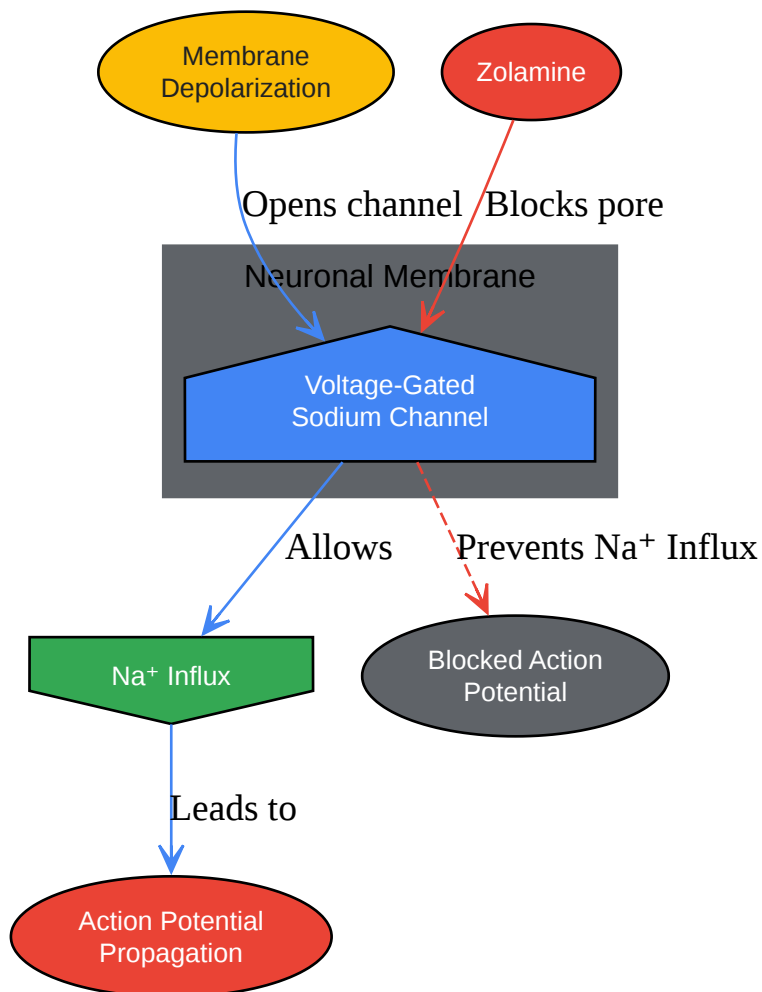 Membrane
Depolarization
Zolamine
Opens channel
Blocks pore
Neuronal Membrane
Voltage-Gated
Sodium Channel
Allows
Prevents Na⁺ Influx
Na⁺ Influx
Blocked Action
Potential
Leads to
Action Potential
Propagation